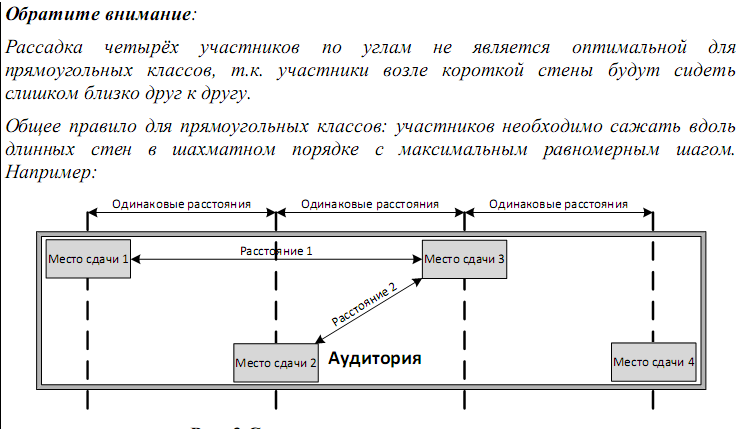 Обратите внимание:
Рассадка четырёх участников по углам не является оптимальной для
прямоугольных классов, т.к. участники возле короткой стены будут сидеть
слишком близко друг к другу.
Общее правило для прямоугольных классов: участников необходимо сажать вдоль
длинных стен в шахматном порядке с максимальным равномерным шагом.
Например:
Одинаковые расстояния Одинаковые расстояния Одинаковые расстояния
Место сдачи 1 Расстояние 1 Место сдачи 3
Расстояние 2
Место сдачи 2 Аудитория Место сдачи 4